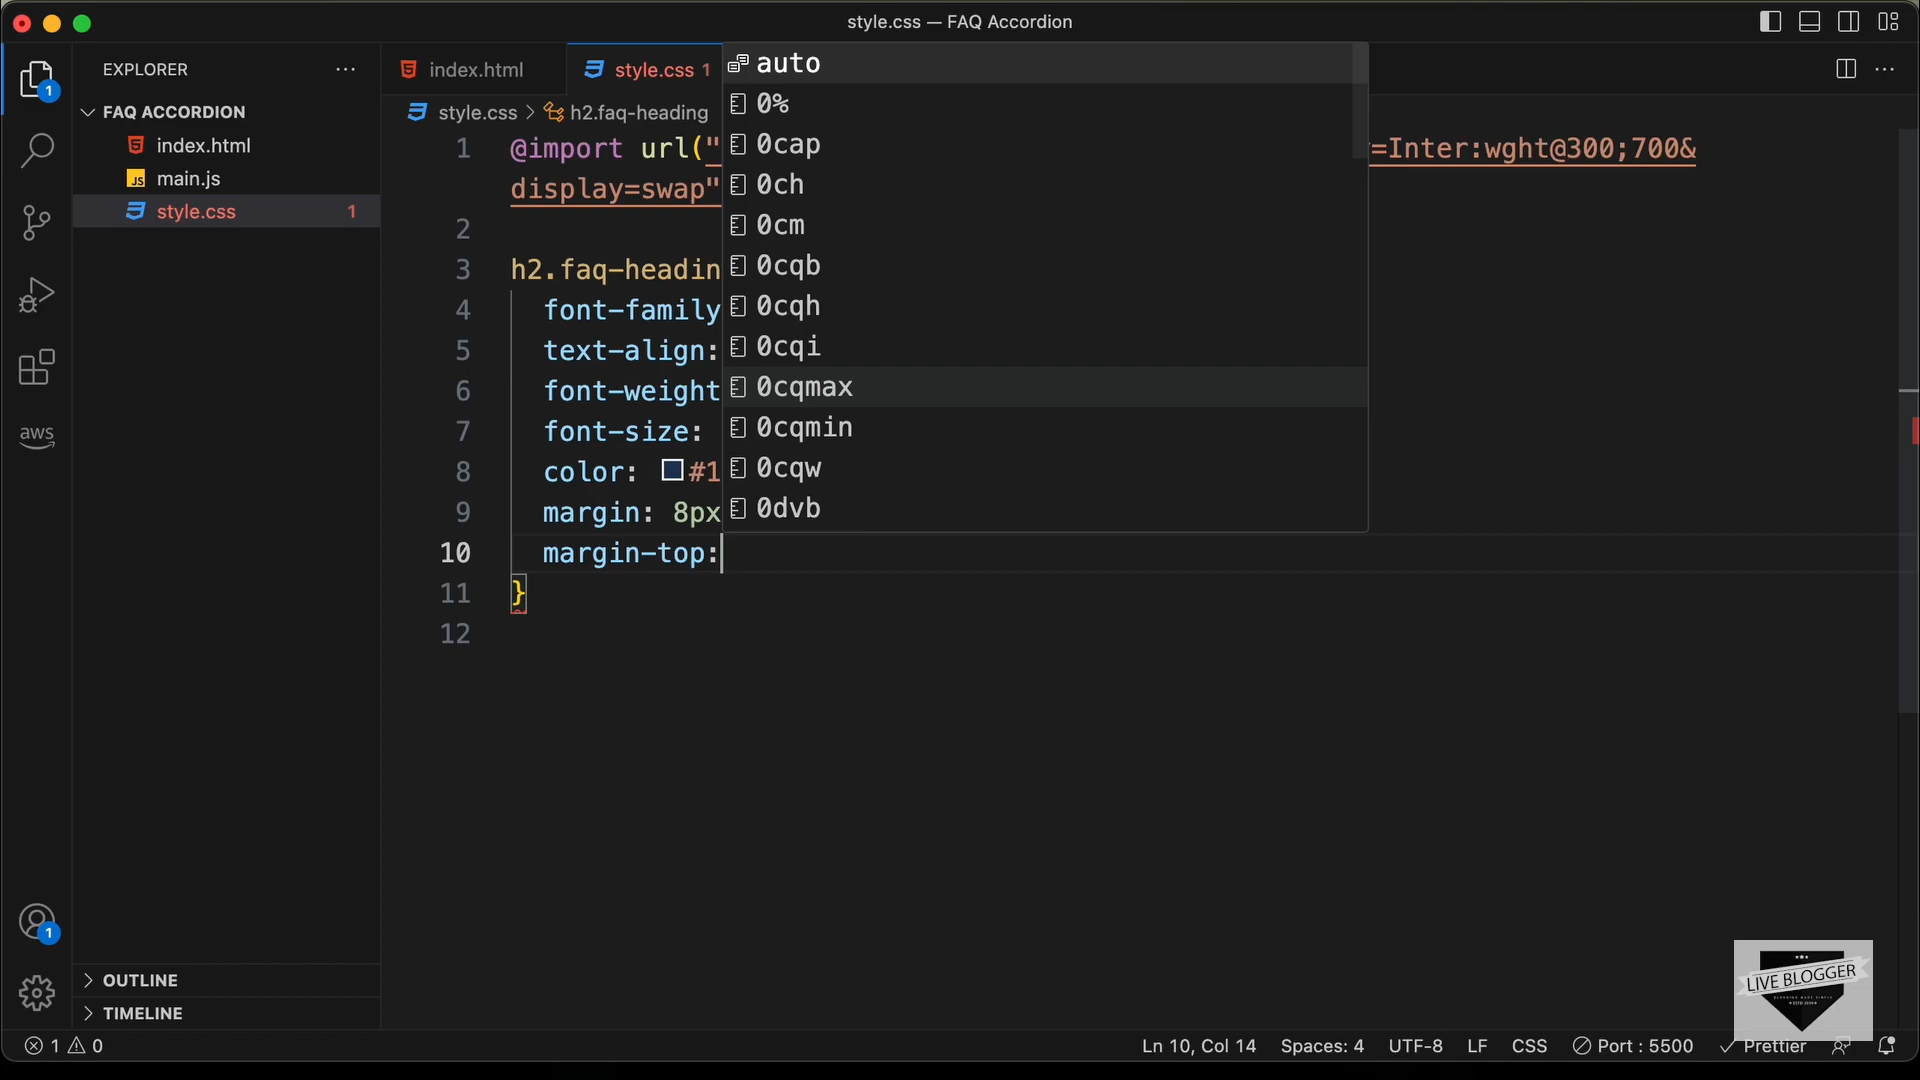 style.css — FAQ Accordion
EXPLORER
FAQ ACCORDION
index.html
main.js
style.css 1
1
aws
1
OUTLINE
TIMELINE
index.html
style.css 1
style.css > h2.faq-heading
1 @import url(" =Inter:wght@300;700&
display=swap"
2
3 h2.faq-headin
4 font-family
5 text-align:
6 font-weight
7 font-size:
8 color: #1
9 margin: 8px
10 margin-top:
11 }
12
auto
0%
0cap
0ch
0cm
0cqb
0cqh
0cqi
0cqmax
0cqmin
0cqw
0dvb
LIVE BLOGGER
1 0
Ln 10, Col 14 Spaces: 4 UTF-8 LF CSS Port : 5500 Prettier